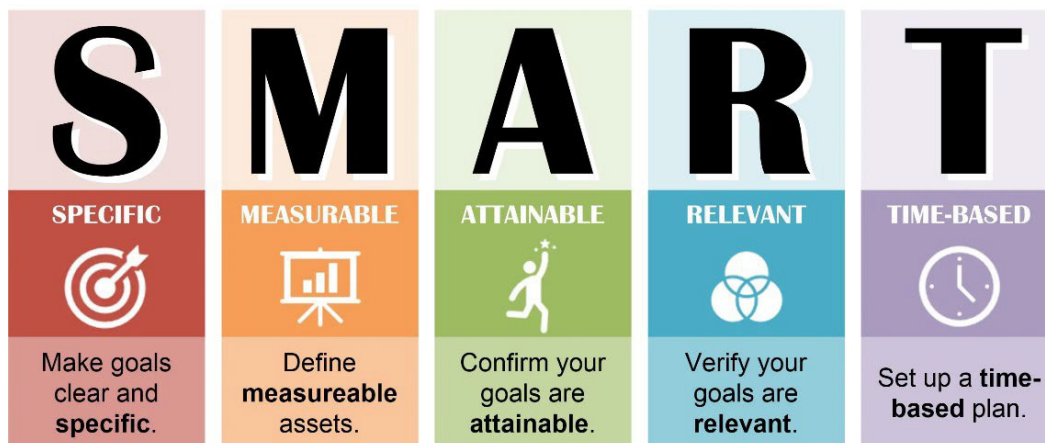 S
SPECIFIC
Make goals
clear and
specific.
M
MEASURABLE
Define
measureable
assets.
A
ATTAINABLE
Confirm your
goals are
attainable.
R
RELEVANT
Verify your
goals are
relevant.
T
TIME-BASED
Set up a time-
based plan.